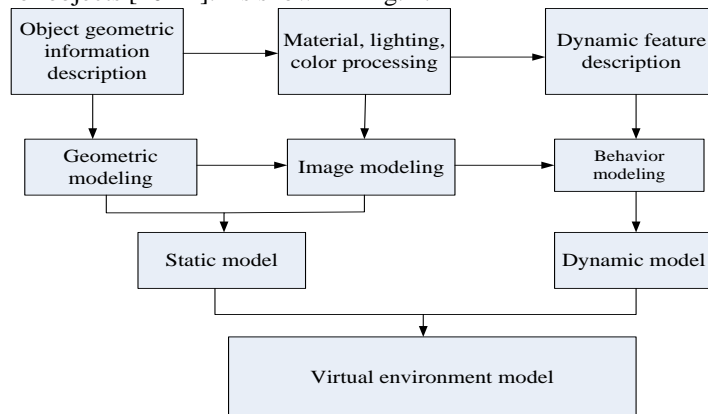 Object geometric
information
description
Material, lighting,
color processing
Dynamic feature
description
Geometric
modeling
Image modeling
Behavior
modeling
Static model
Dynamic model
Virtual environment model